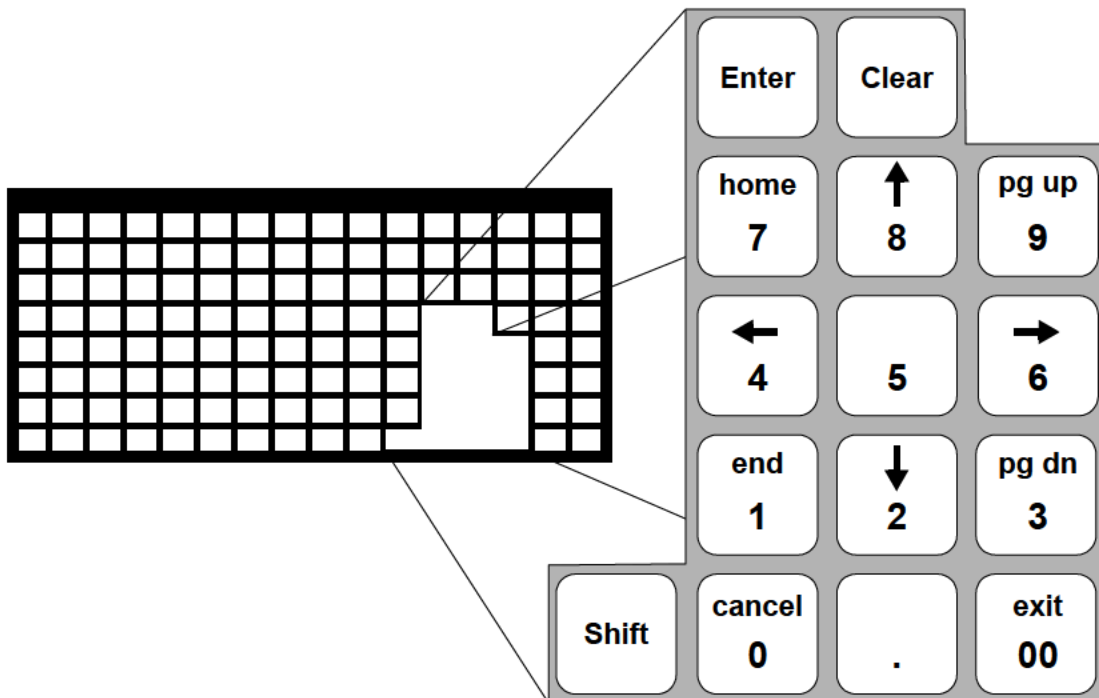 Enter Clear
home pg up
7 8 9
4 5 6
end pg dn
1 2 3
Shift cancel . exit
0 00